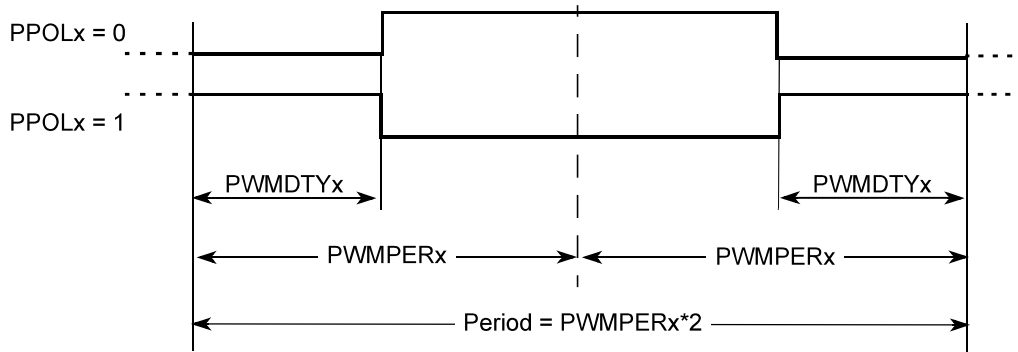 PPOLx = 0
PPOLx = 1
PWMDTYx
PWMDTYx
PWMPERx
PWMPERx
Period = PWMPERx*2